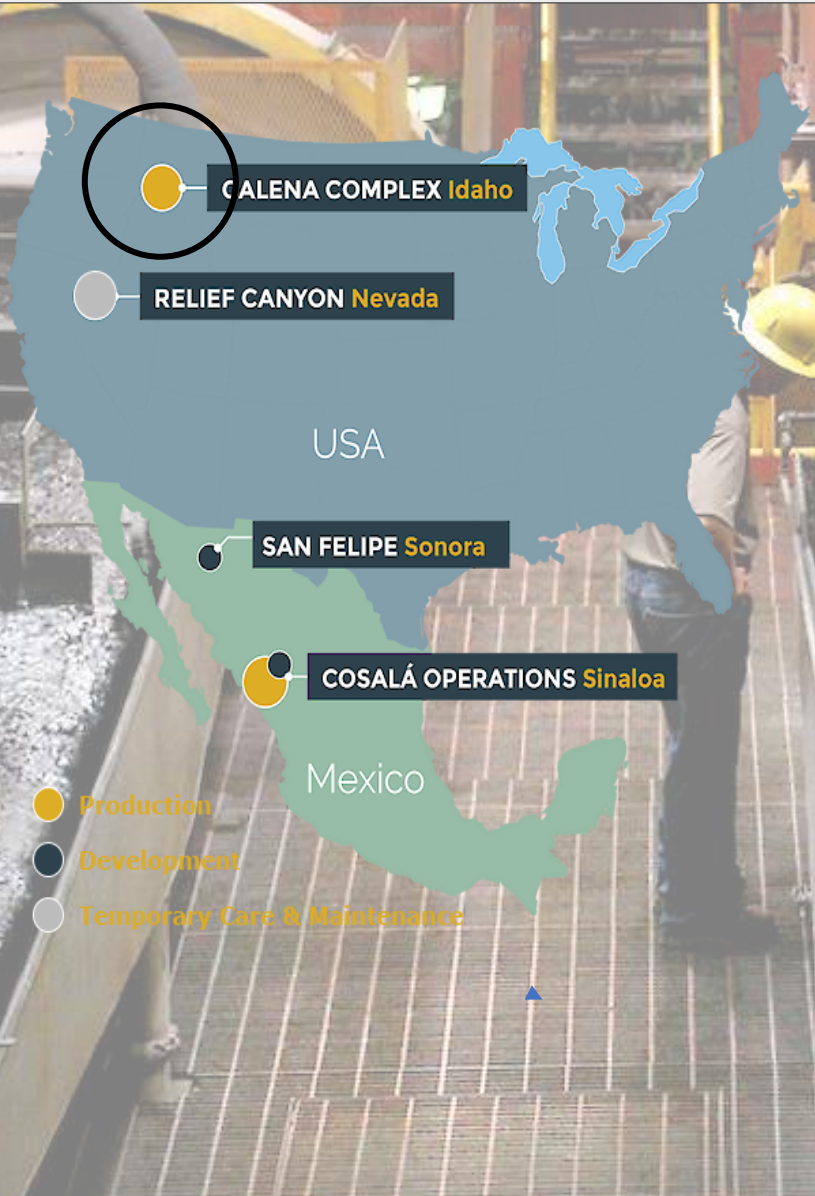 GALENA COMPLEX Idaho
RELIEF CANYON Nevada
USA
SAN FELIPE Sonora
COSALÁ OPERATIONS Sinaloa
Mexico
Production
Development
Temporary Care & Maintenance